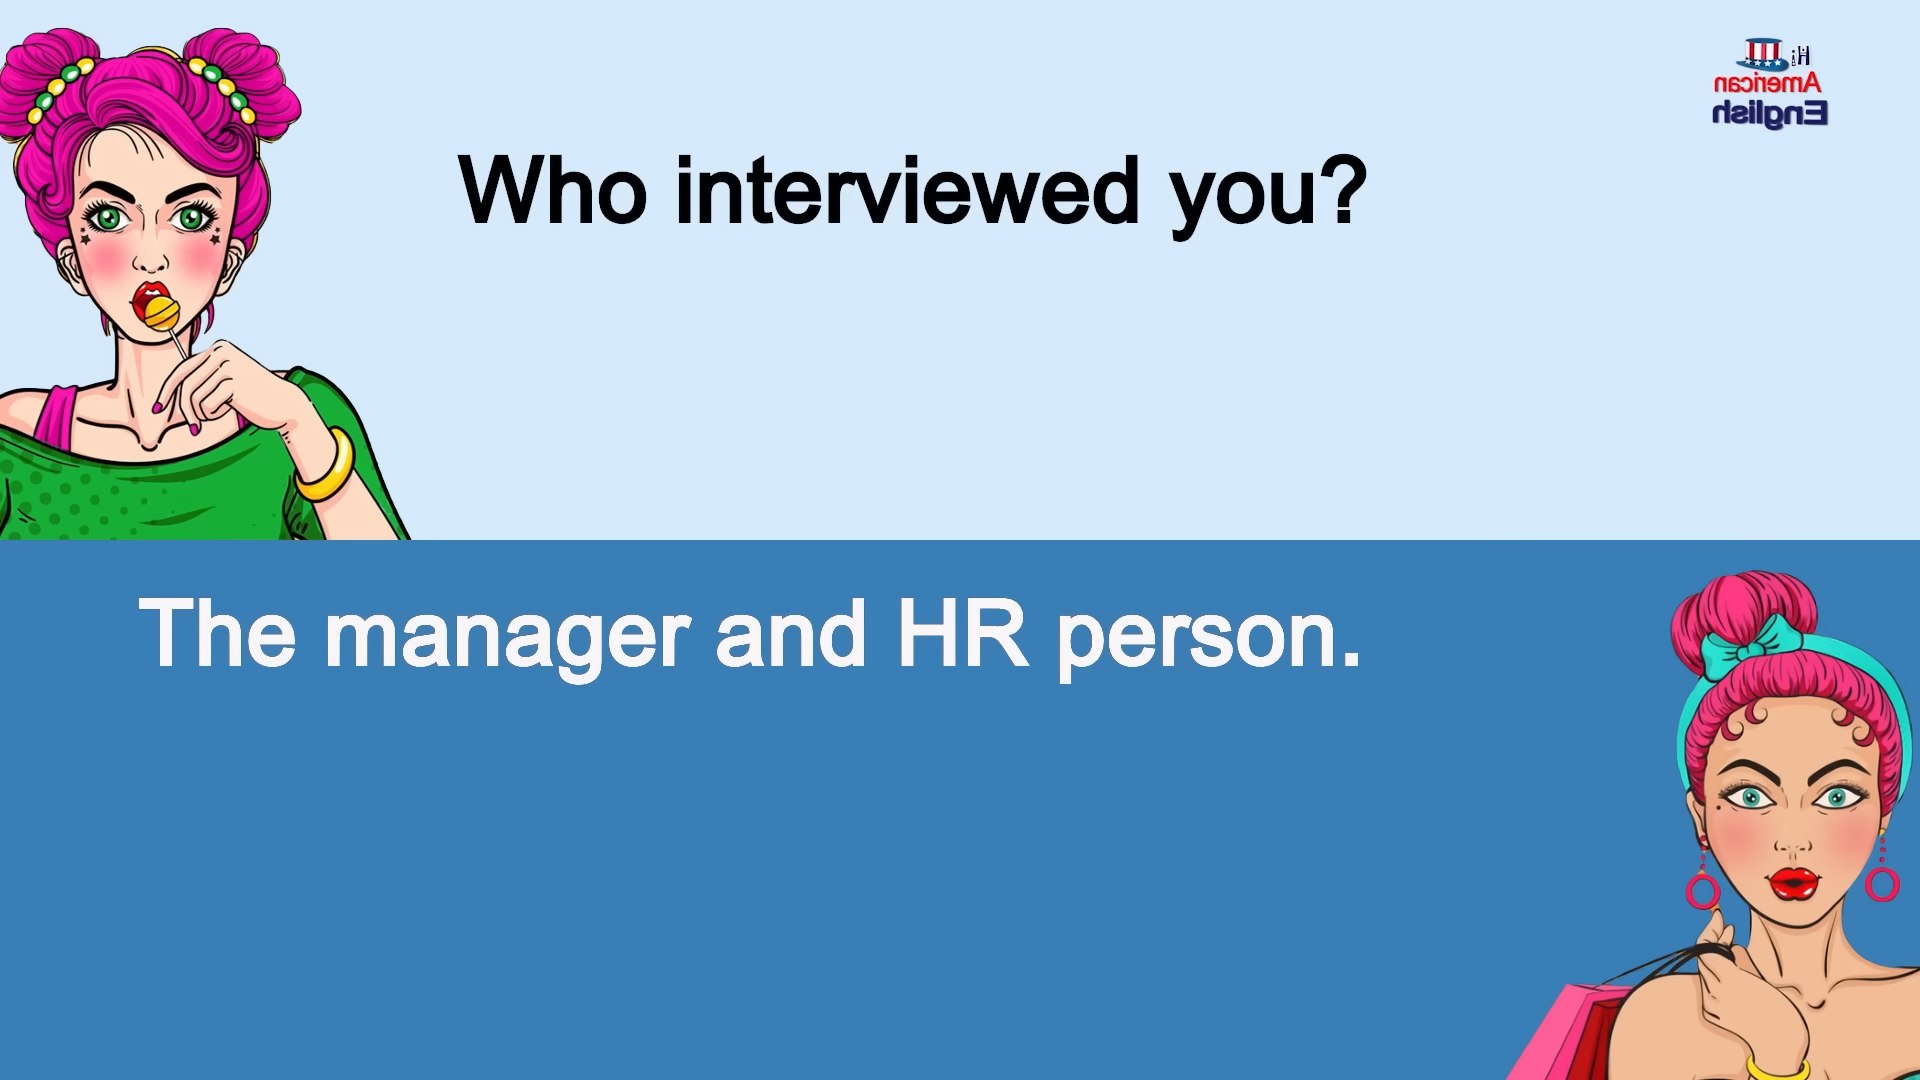 Hi
American
English
Who interviewed you?
The manager and HR person.